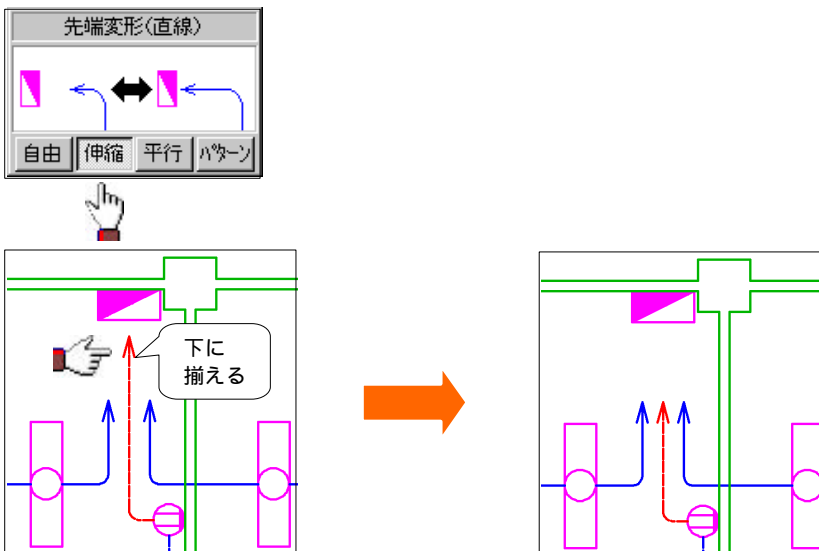 先端変形(直線)
自由 伸縮 平行 パターン
下に
揃える